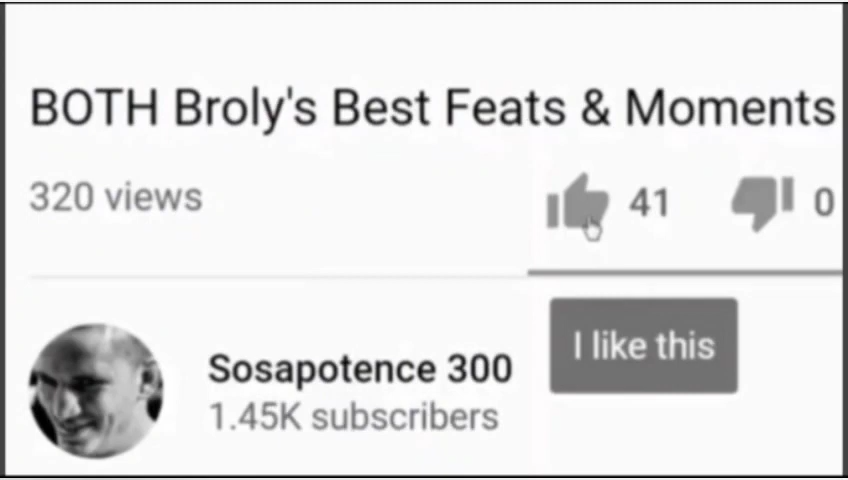 BOTH Broly's Best Feats & Moments
320 views
41
0
I like this
Sosapotence 300
1.45K subscribers